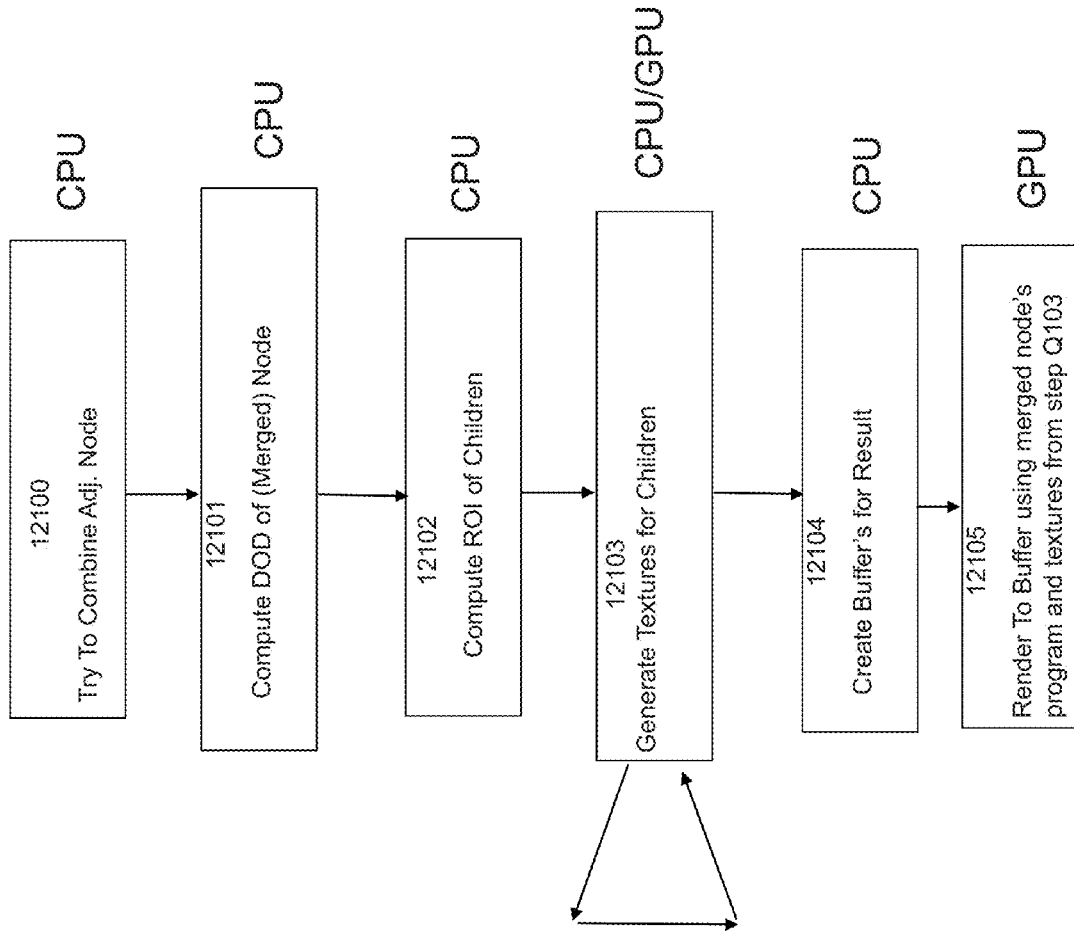 12100
Try To Combine Adj. Node
CPU
12101
Compute DOD of (Merged) Node
CPU
12102
Compute ROI of Children
CPU
12103
Generate Textures for Children
CPU/GPU
12104
Create Buffer's for Result
CPU
12105
Render To Buffer using merged node's
program and textures from step Q103
GPU